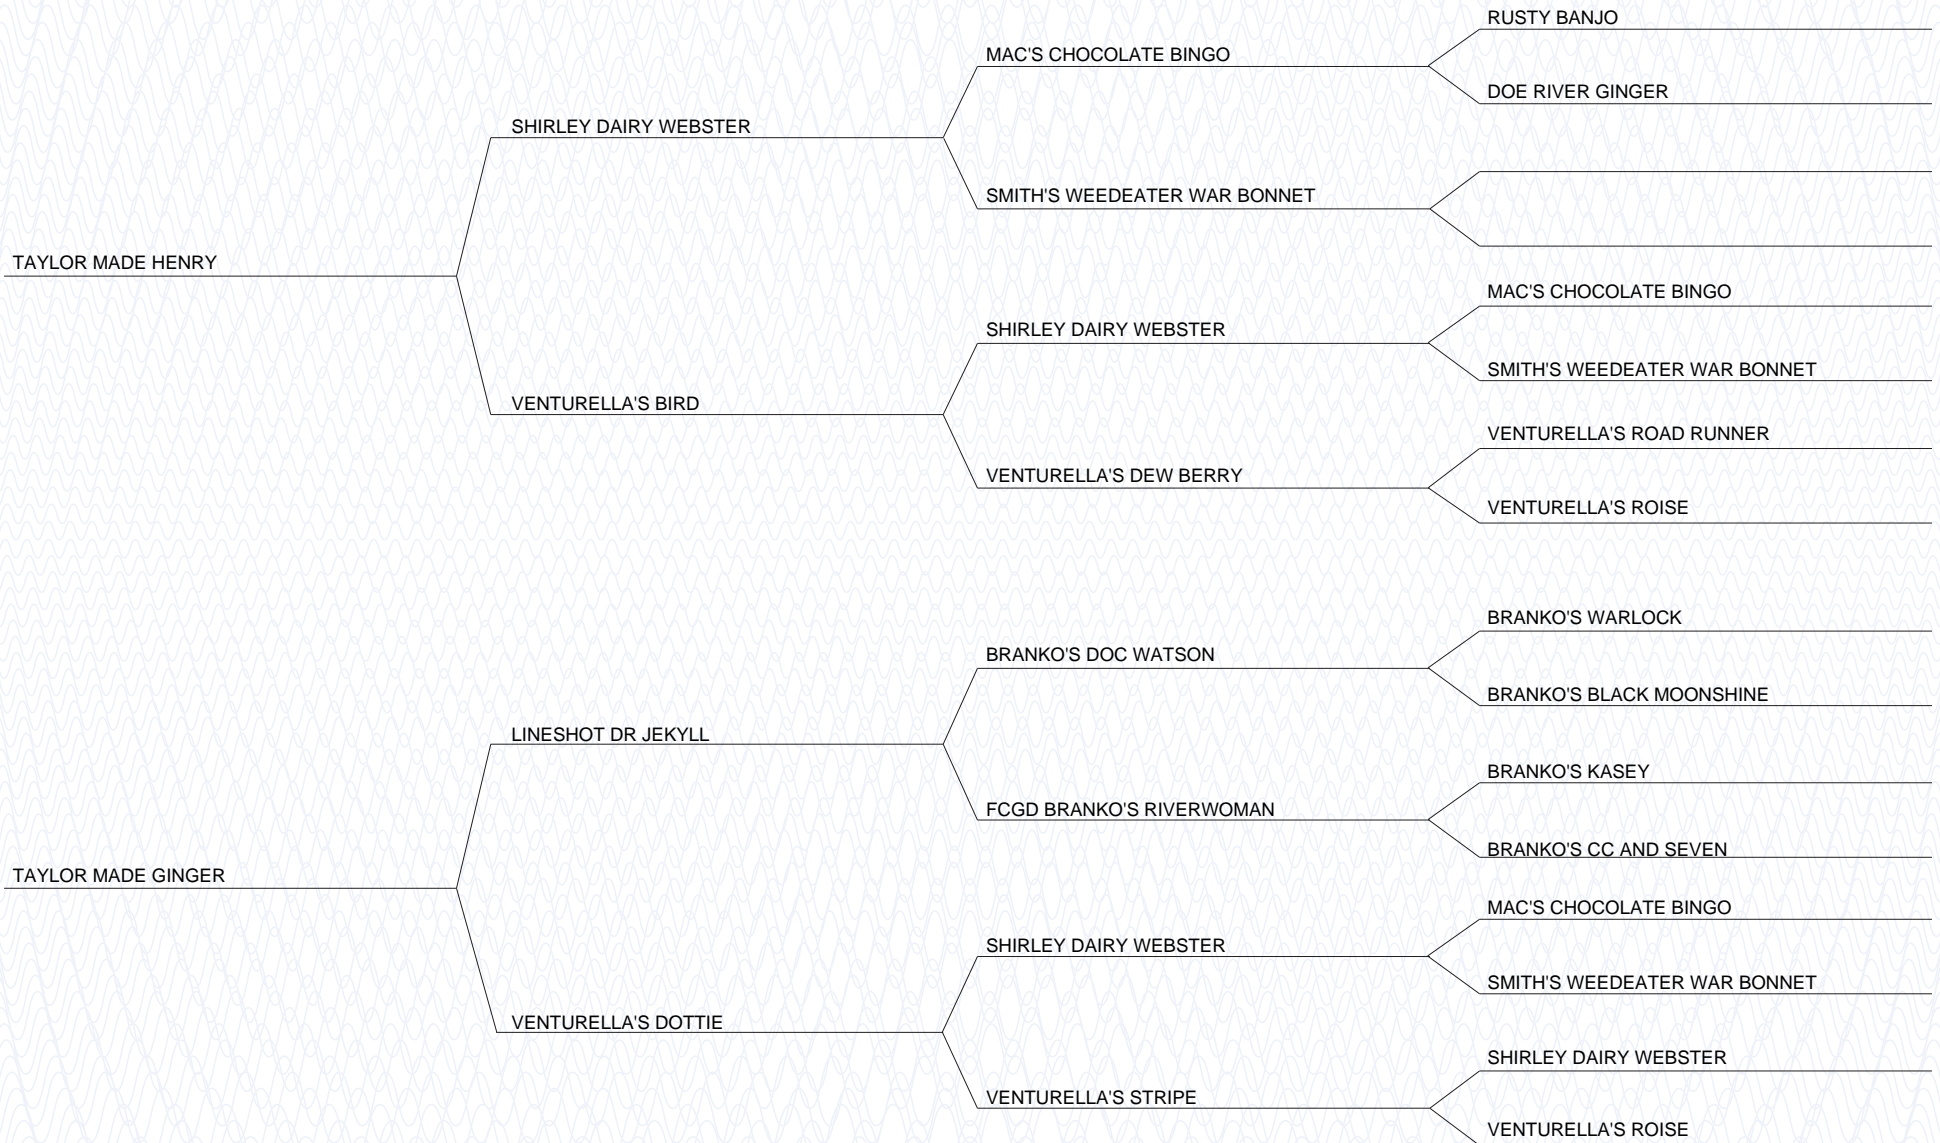 RUSTY BANJO
MAC'S CHOCOLATE BINGO
DOE RIVER GINGER
SHIRLEY DAIRY WEBSTER
SMITH'S WEEDEATER WAR BONNET
TAYLOR MADE HENRY
MAC'S CHOCOLATE BINGO
SHIRLEY DAIRY WEBSTER
SMITH'S WEEDEATER WAR BONNET
VENTURELLA'S BIRD
VENTURELLA'S ROAD RUNNER
VENTURELLA'S DEW BERRY
VENTURELLA'S ROISE
BRANKO'S WARLOCK
BRANKO'S DOC WATSON
BRANKO'S BLACK MOONSHINE
LINESHOT DR JEKYLL
BRANKO'S KASEY
FCGD BRANKO'S RIVERWOMAN
BRANKO'S CC AND SEVEN
TAYLOR MADE GINGER
MAC'S CHOCOLATE BINGO
SHIRLEY DAIRY WEBSTER
SMITH'S WEEDEATER WAR BONNET
VENTURELLA'S DOTTIE
SHIRLEY DAIRY WEBSTER
VENTURELLA'S STRIPE
VENTURELLA'S ROISE